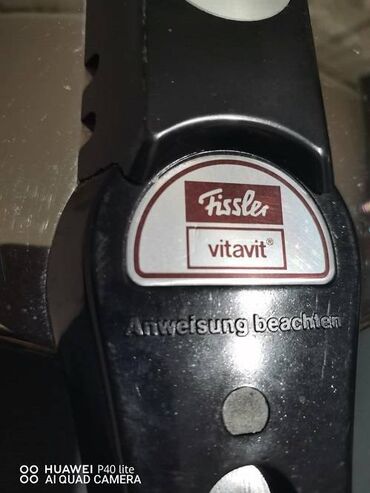 Fissler
vitavit®
Anweisung beachten
HUAWEI P40 lite
AI QUAD CAMERA